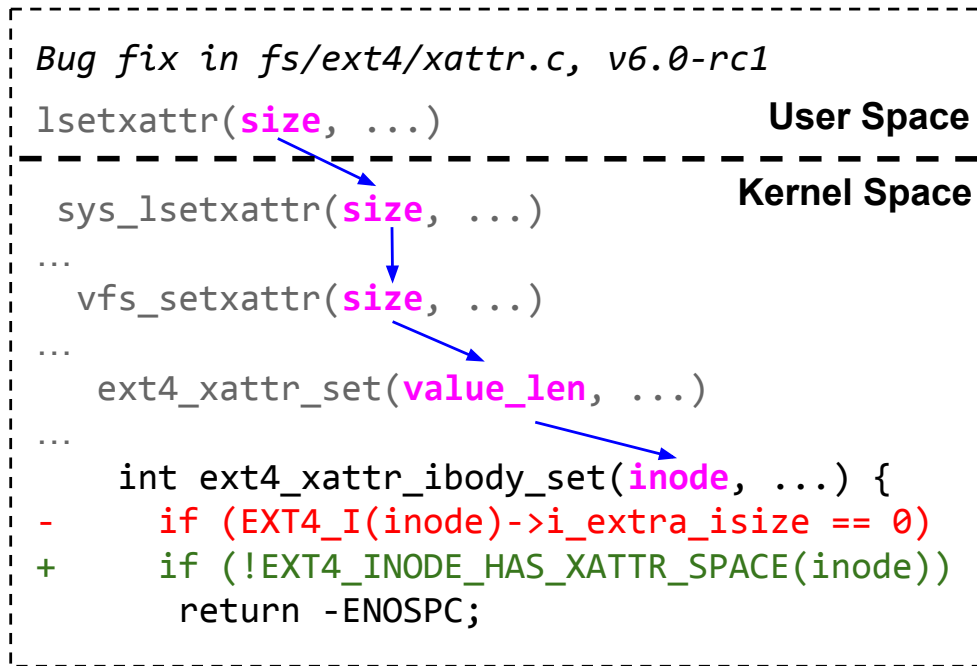 Bug fix in fs/ext4/xattr.c, v6.0-rc1
lsetxattr(size, ...) User Space
Kernel Space
sys_lsetxattr(size, ...)
...
vfs_setxattr(size, ...)
...
ext4_xattr_set(value_len, ...)
...
int ext4_xattr_ibody_set(inode, ...) {
- if (EXT4_I(inode)->i_extra_isize == 0)
+ if (!EXT4_INODE_HAS_XATTR_SPACE(inode))
return -ENOSPC;